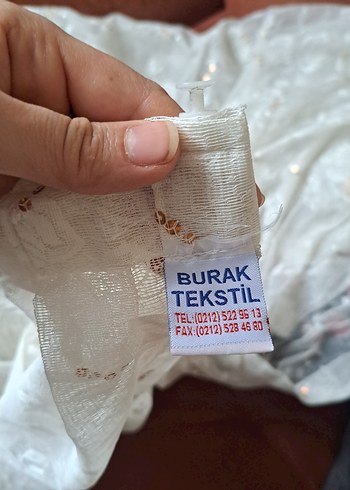 BURAK
TEKSTİL
TEL:(0212) 522 96 13
FAX:(0212) 528 46 80